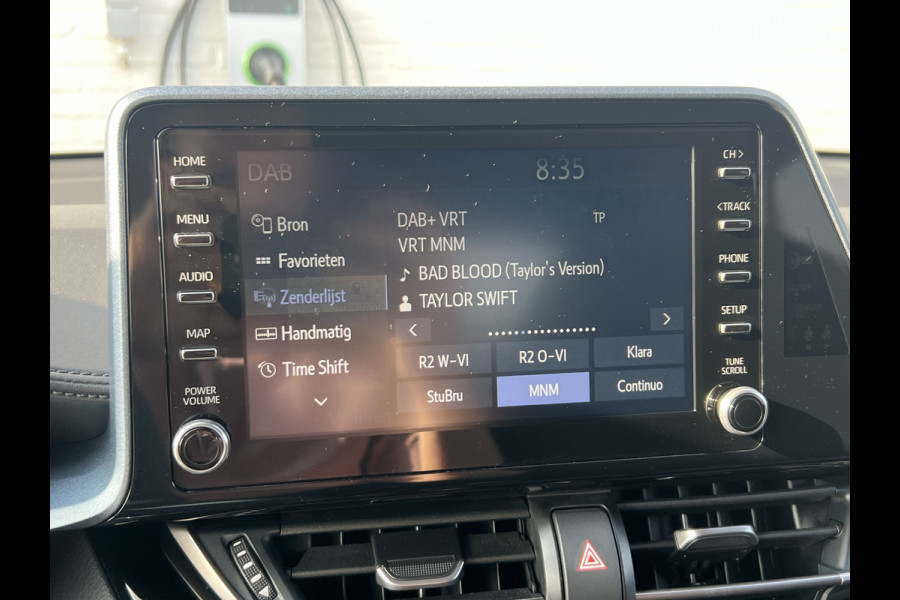 HOME
MENU
AUDIO
MAP
POWER
VOLUME
DAB
8:35
Bron
Favorieten
Zenderlijst
Handmatig
Time Shift
DAB+ VRT
TP
VRT MNM
BAD BLOOD (Taylor's Version)
TAYLOR SWIFT
R2 W-VI
R2 O-VI
Klara
StuBru
MNM
Continuo
CH >
< TRACK
PHONE
SETUP
TUNE
SCROLL